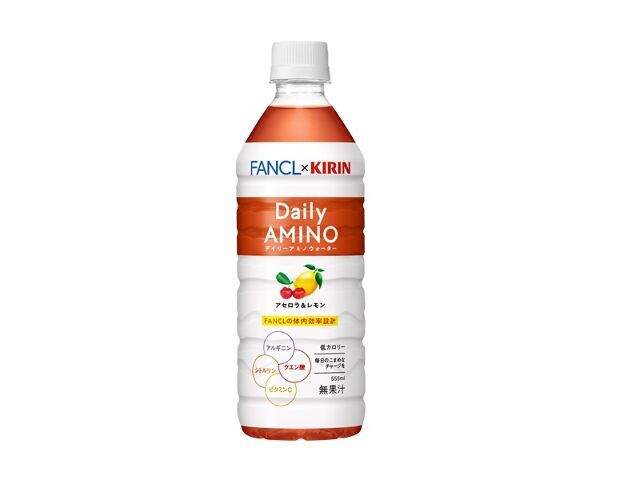 FANCL×KIRIN
Daily
AMINO
デイリーアミノウォーター
アセロラ&レモン
FANCLの体内効率設計
アルギニン
シトルリン
クエン酸
ビタミンC
低カロリー
毎日のこまめな
チャージを
555ml
無果汁